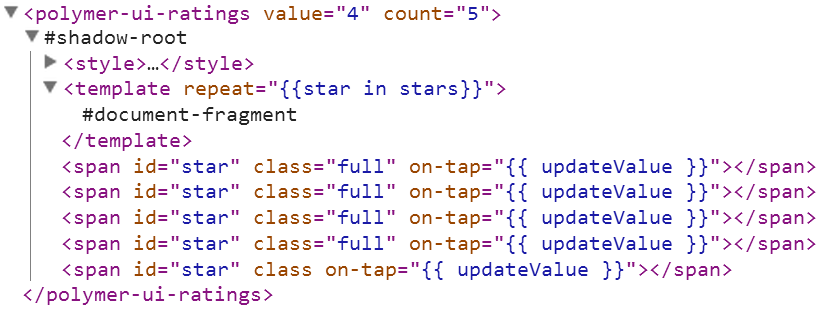 <polymer-ui-ratings value="4" count="5">
#shadow-root
<style>…</style>
<template repeat="{{star in stars}}">
#document-fragment
</template>
<span id="star" class="full" on-tap="{{ updateValue }}"></span>
<span id="star" class="full" on-tap="{{ updateValue }}"></span>
<span id="star" class="full" on-tap="{{ updateValue }}"></span>
<span id="star" class="full" on-tap="{{ updateValue }}"></span>
<span id="star" class on-tap="{{ updateValue }}"></span>
</polymer-ui-ratings>